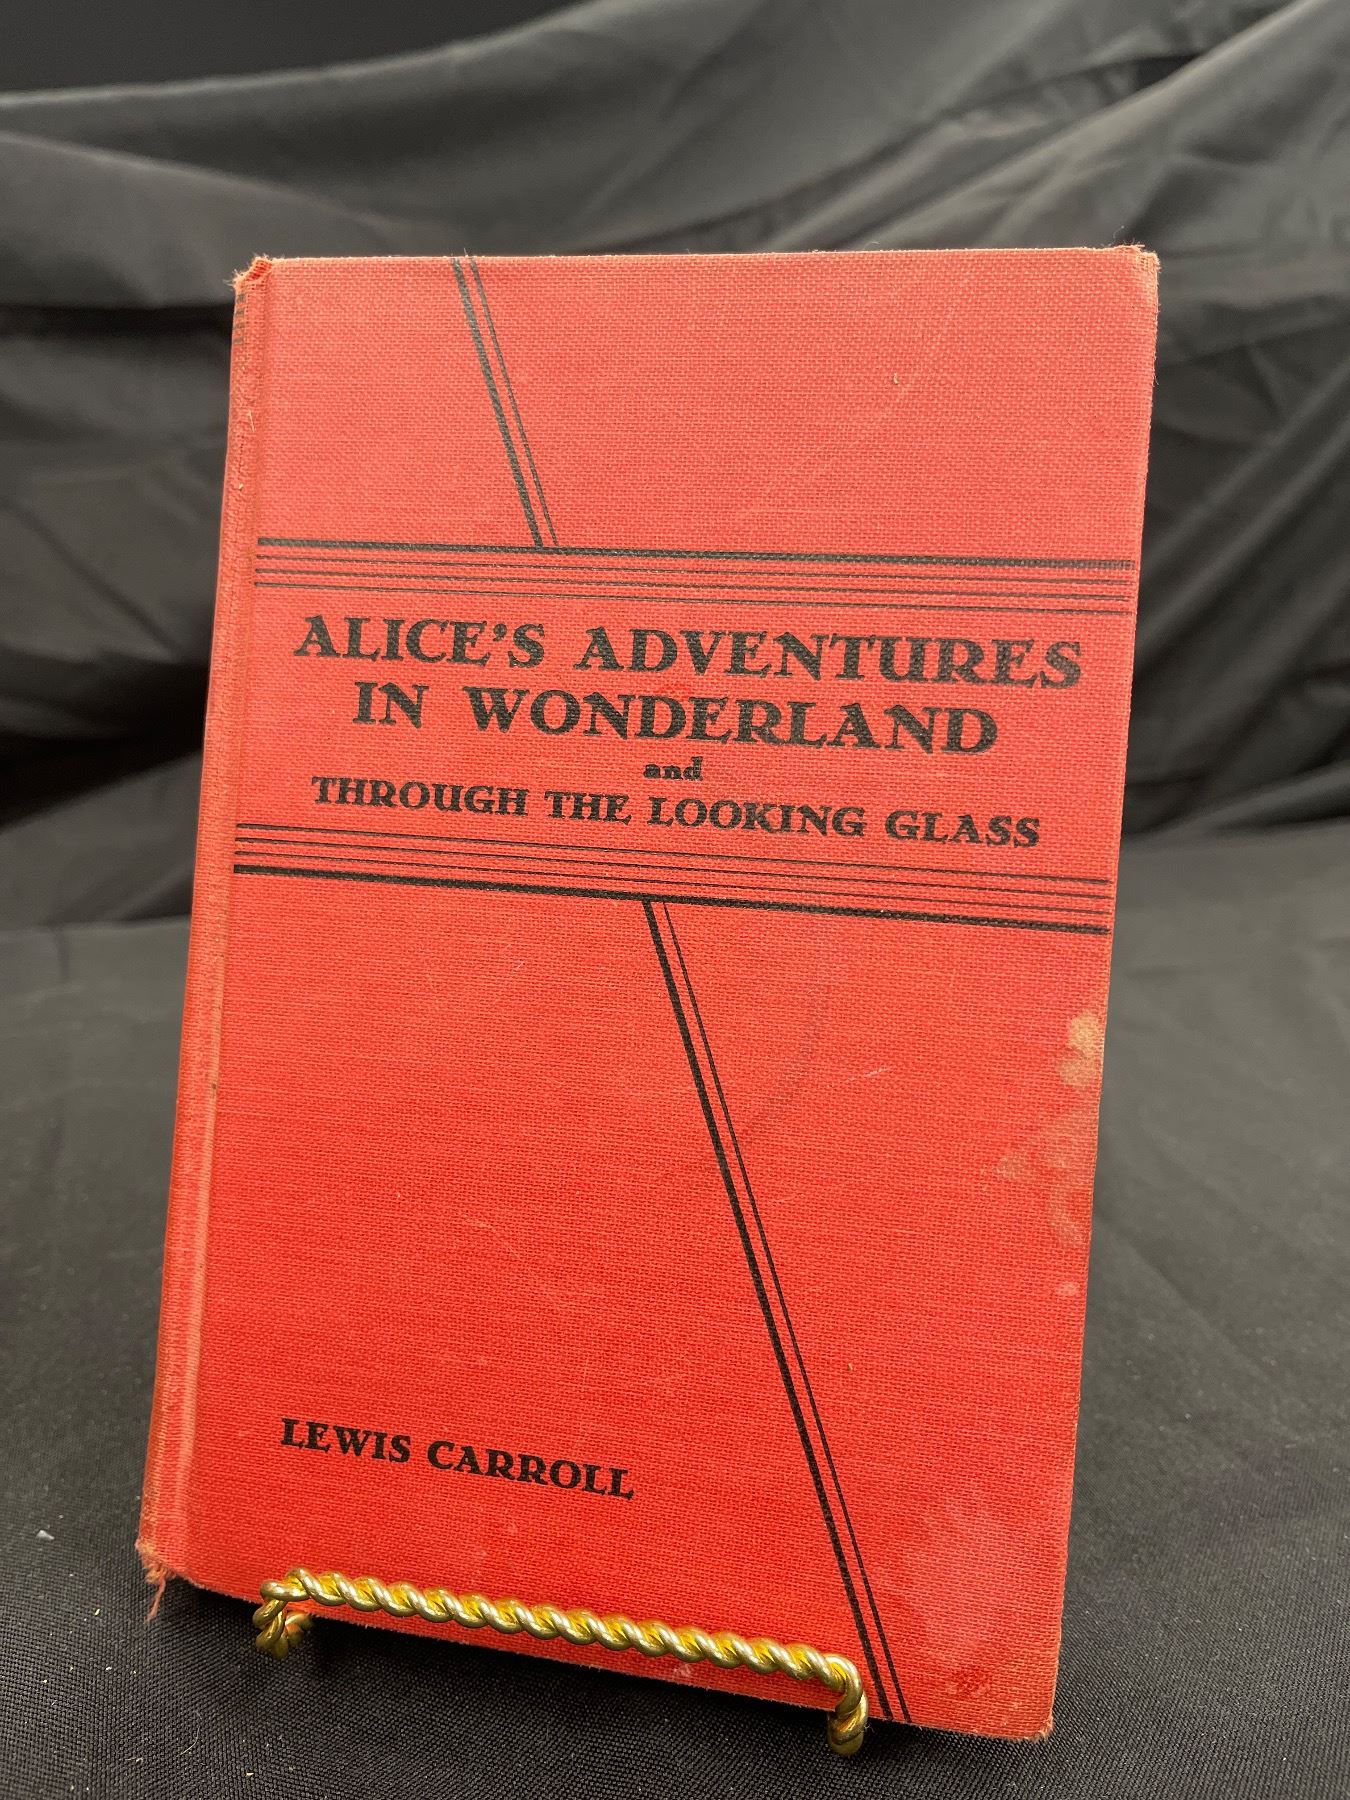 ALICE'S ADVENTURES
IN WONDERLAND
and
THROUGH THE LOOKING GLASS
LEWIS CARROLL